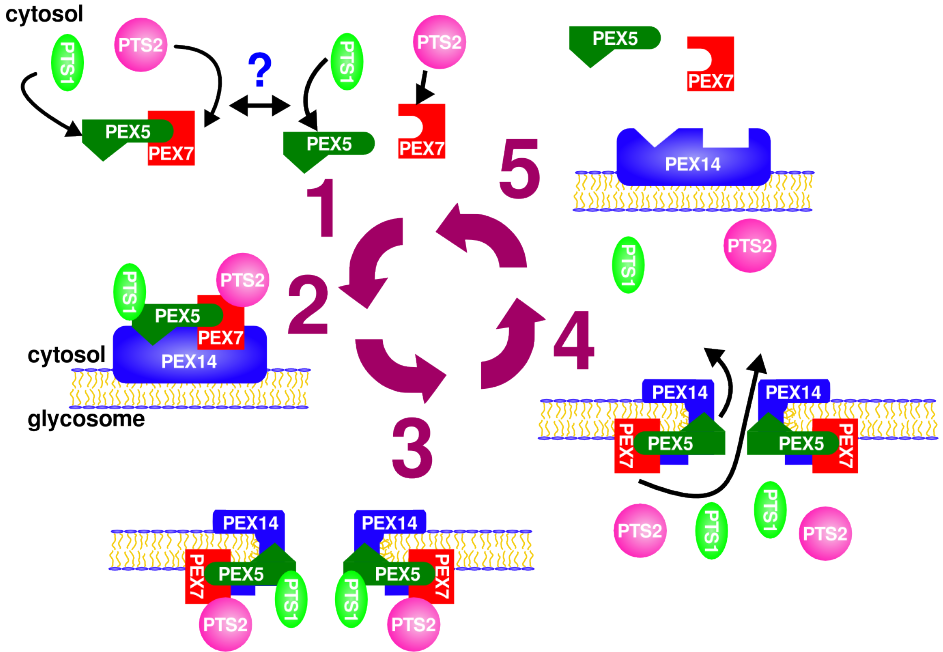 cytosol
PTS1
PTS2
?
PTS1
PTS2
PEX5
PEX7
PEX5
PEX7
1
PTS1
PTS2
PEX5
PEX7
PEX14
cytosol
glycosome
2
3
PEX14
PEX7
PEX5
PTS2
PTS1
PEX14
PEX5
PEX7
PTS1
PTS2
4
PEX14
PEX7
PEX5
PTS2
PTS1
PEX14
PEX5
PEX7
PTS1
PTS2
5
PEX5
PEX7
PEX14
PTS1
PTS2